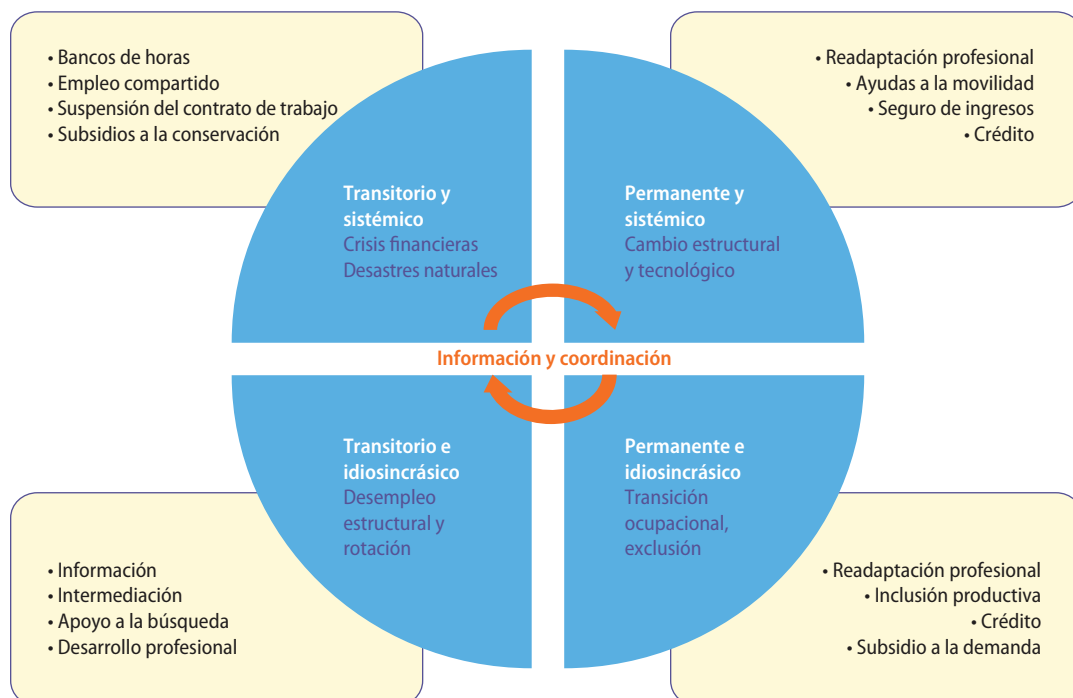 • Bancos de horas
• Empleo compartido
• Suspensión del contrato de trabajo
• Subsidios a la conservación
• Readaptación profesional
• Ayudas a la movilidad
• Seguro de ingresos
• Crédito
Transitorio y
sistémico
Crisis financieras
Desastres naturales
Permanente y
sistémico
Cambio estructural
y tecnológico
Información y coordinación
Transitorio e
idiosincrásico
Desempleo
estructural y
rotación
Permanente e
idiosincrásico
Transición
ocupacional,
exclusión
• Información
• Intermediación
• Apoyo a la búsqueda
• Desarrollo profesional
• Readaptación profesional
• Inclusión productiva
• Crédito
• Subsidio a la demanda